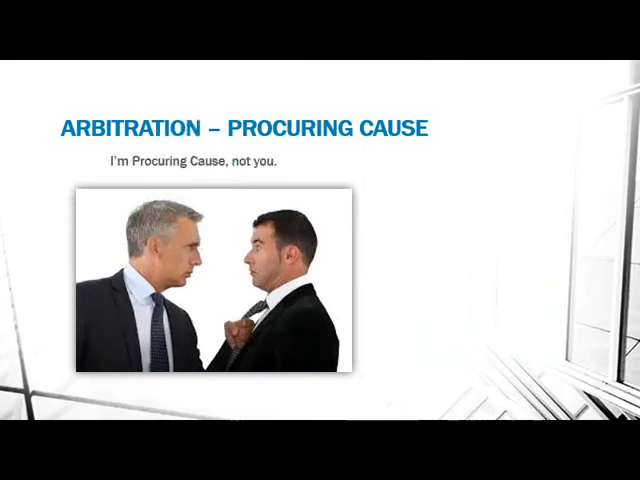 ARBITRATION – PROCURING CAUSE
I'm Procuring Cause, not you.